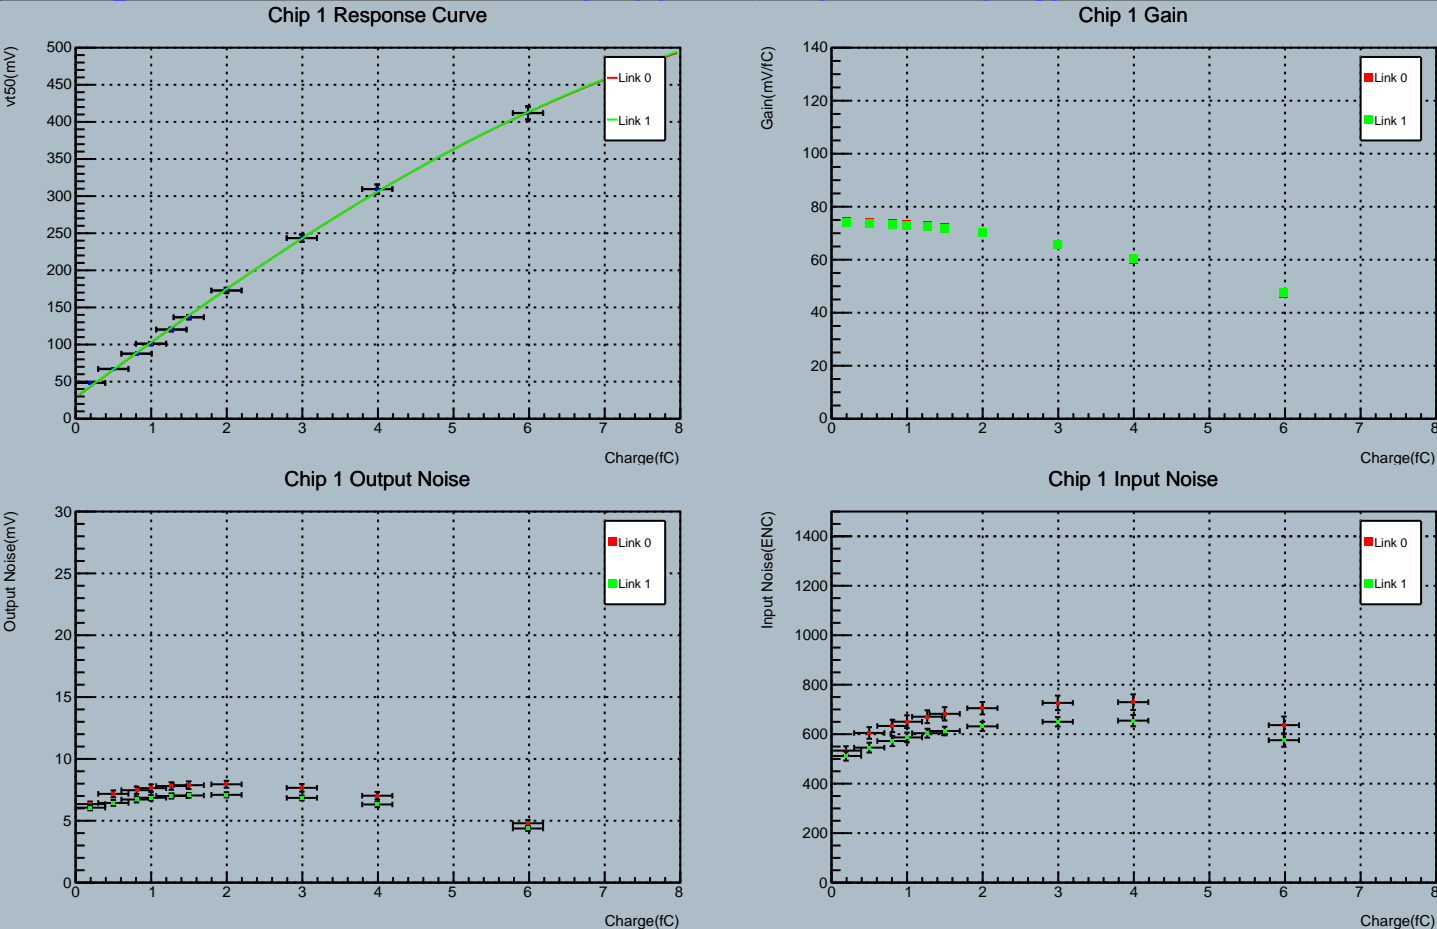 Chip 1 Response Curve
vt50(mV)
500
450
400
350
300
250
200
150
100
50
0
0 1 2 3 4 5 6 7 8
Charge(fC)
Link 0
Link 1
Chip 1 Gain
Gain(mV/fC)
140
120
100
80
60
40
20
0
0 1 2 3 4 5 6 7 8
Charge(fC)
Link 0
Link 1
Chip 1 Output Noise
Output Noise(mV)
30
25
20
15
10
5
0
0 1 2 3 4 5 6 7 8
Charge(fC)
Link 0
Link 1
Chip 1 Input Noise
Input Noise(ENC)
1400
1200
1000
800
600
400
200
0
0 1 2 3 4 5 6 7 8
Charge(fC)
Link 0
Link 1